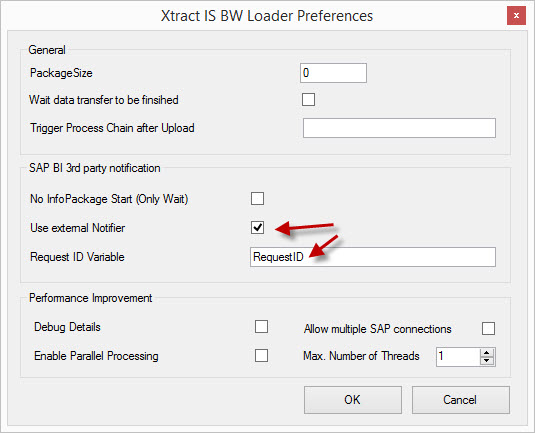 Xtract IS BW Loader Preferences
x
General
PackageSize 0
Wait data transfer to be finsihed
Trigger Process Chain after Upload
SAP BI 3rd party notification
No InfoPackage Start (Only Wait)
Use external Notifier
Request ID Variable RequestID
Performance Improvement
Debug Details Allow multiple SAP connections
Enable Parallel Processing Max. Number of Threads 1
OK Cancel